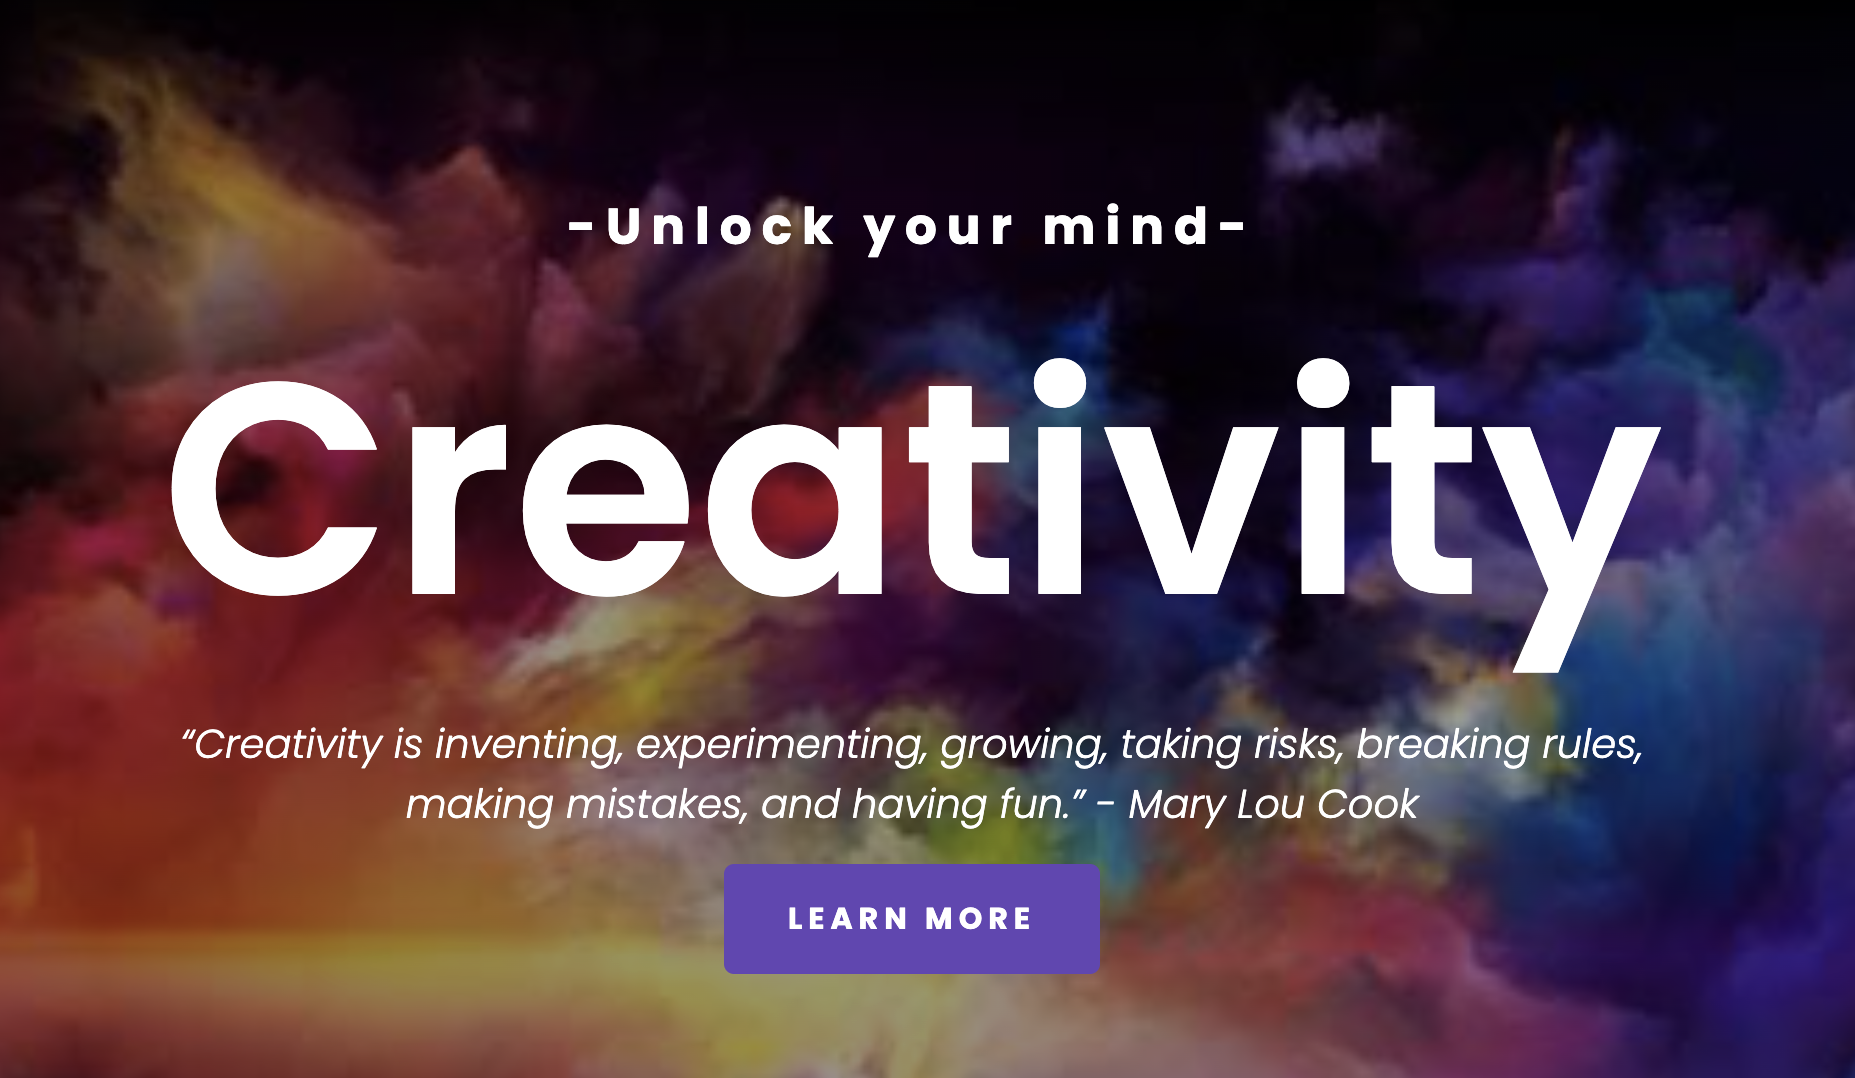 -Unlock your mind-
Creativity
“Creativity is inventing, experimenting, growing, taking risks, breaking rules,
making mistakes, and having fun.” - Mary Lou Cook
LEARN MORE